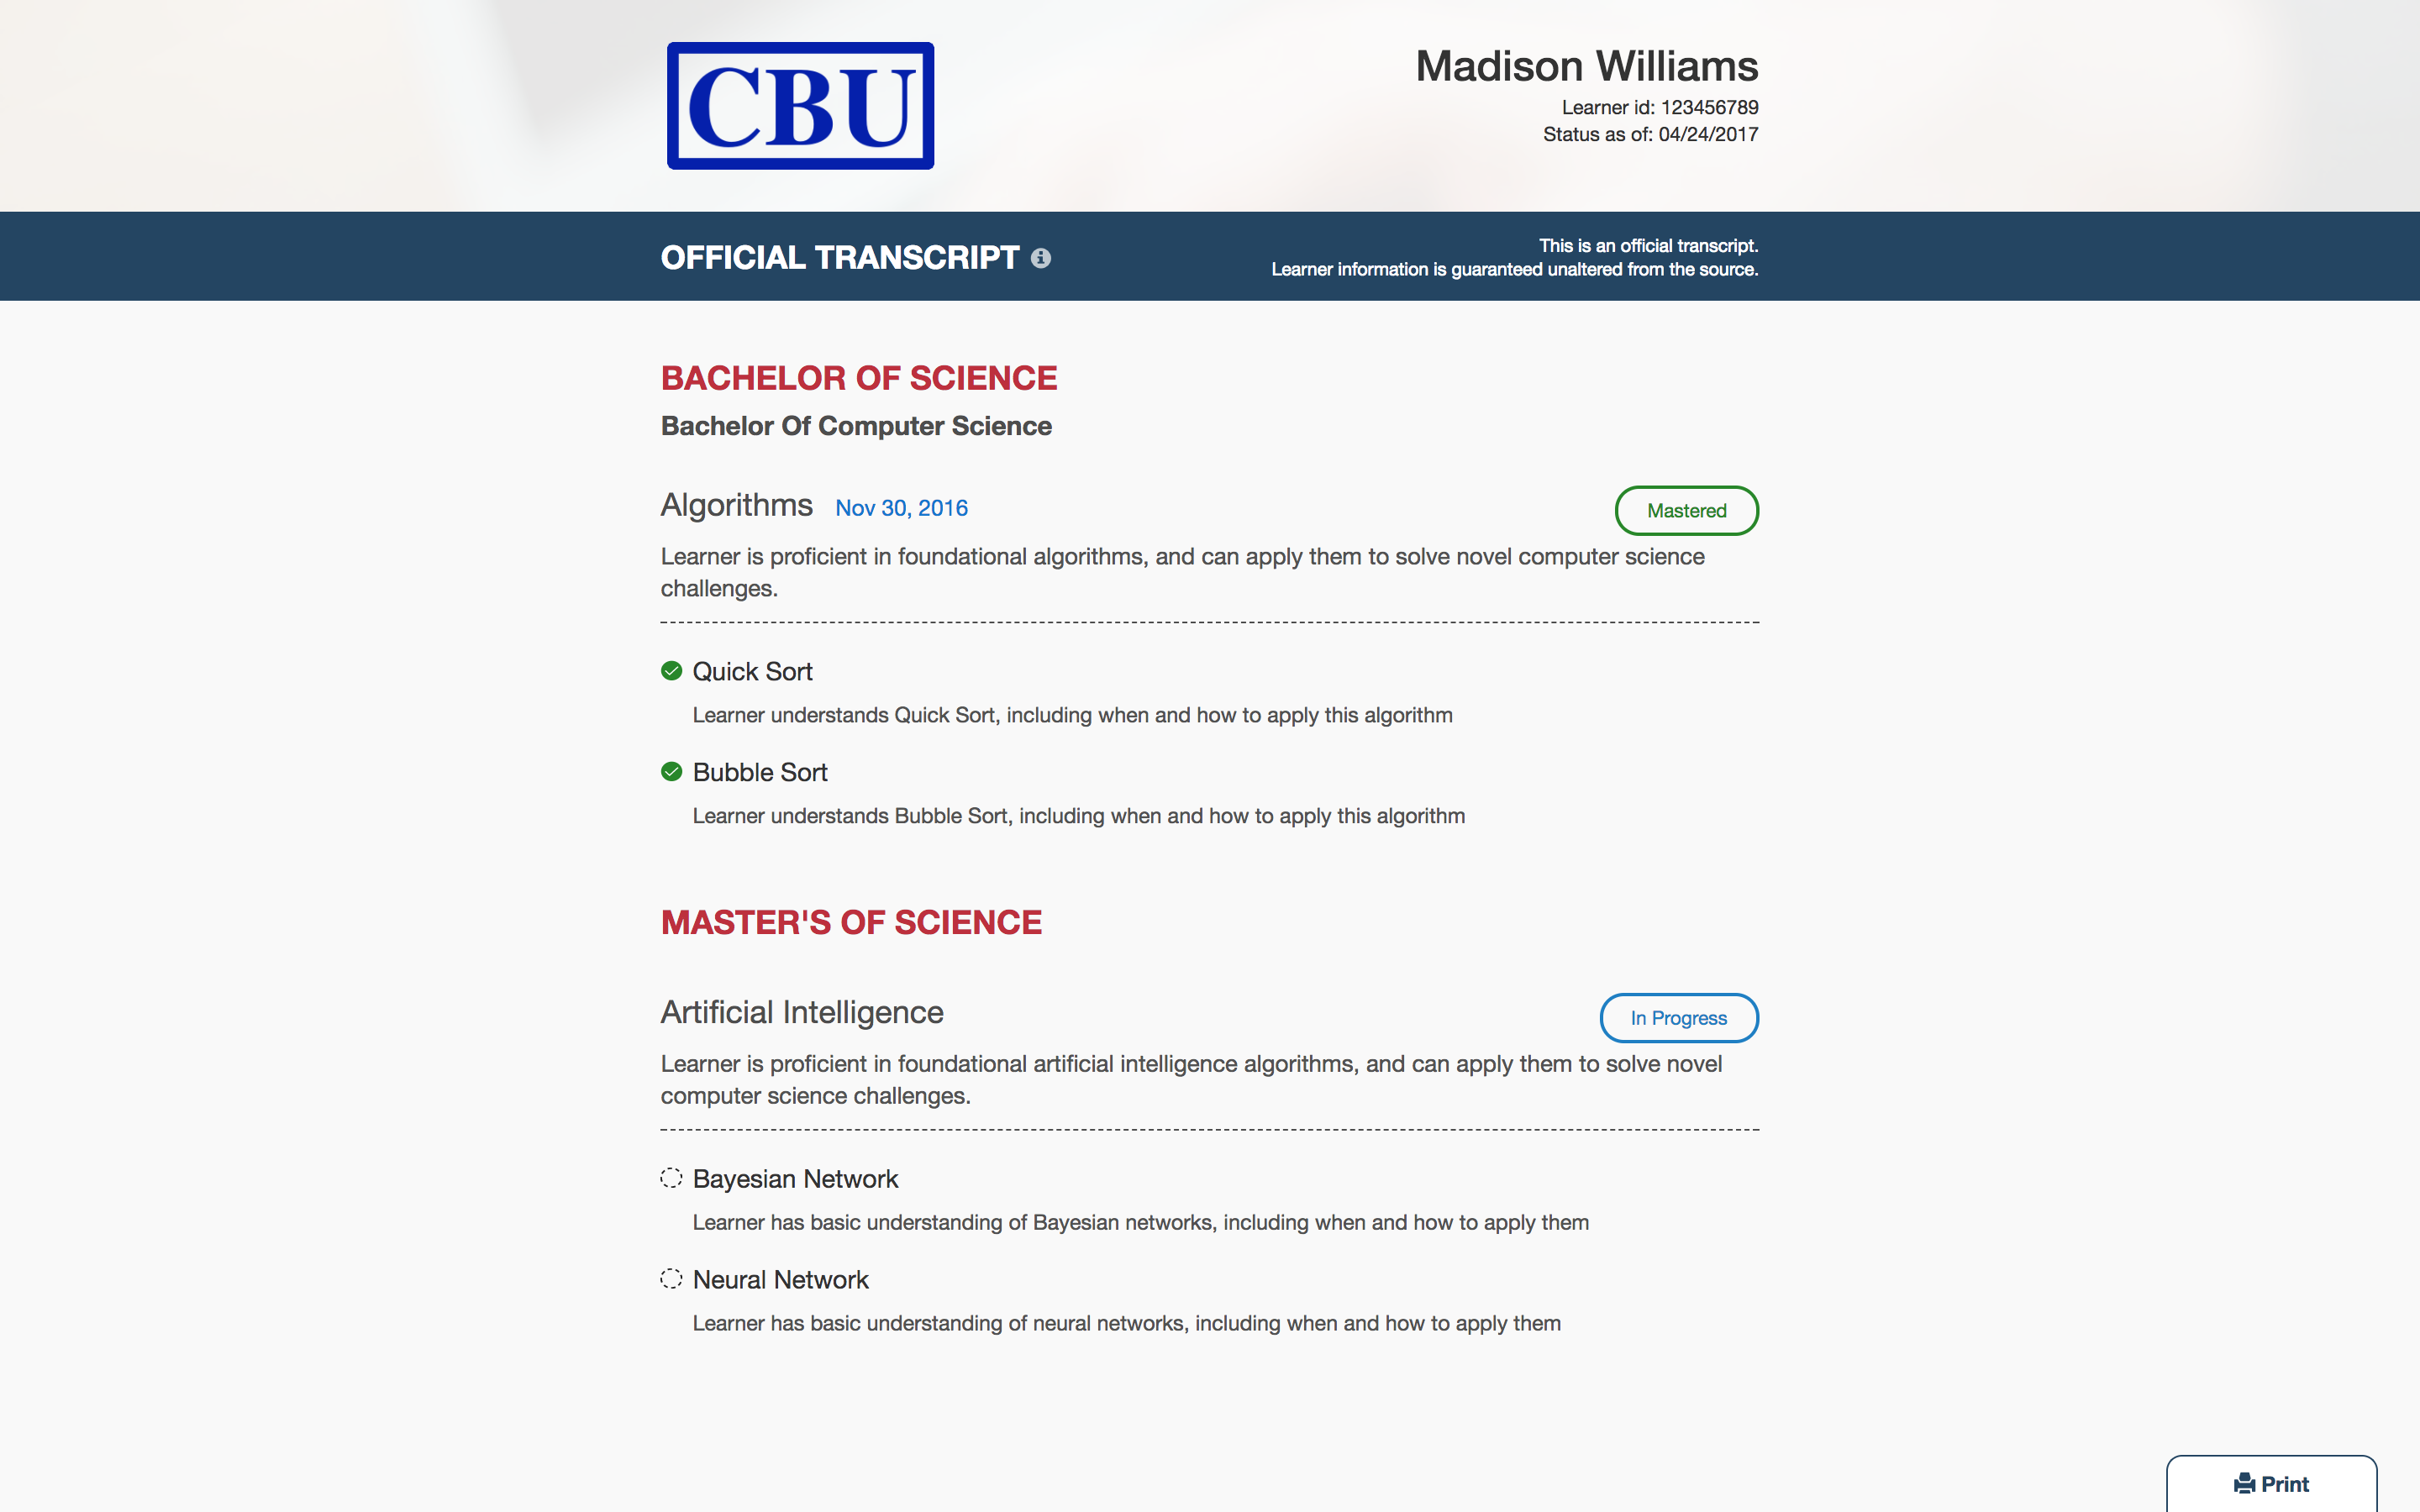 CBU
Madison Williams
Learner id: 123456789
Status as of: 04/24/2017
OFFICIAL TRANSCRIPT
This is an official transcript.
Learner information is guaranteed unaltered from the source.
BACHELOR OF SCIENCE
Bachelor Of Computer Science
Algorithms Nov 30, 2016
Mastered
Learner is proficient in foundational algorithms, and can apply them to solve novel computer science
challenges.
Quick Sort
Learner understands Quick Sort, including when and how to apply this algorithm
Bubble Sort
Learner understands Bubble Sort, including when and how to apply this algorithm
MASTER'S OF SCIENCE
Artificial Intelligence
In Progress
Learner is proficient in foundational artificial intelligence algorithms, and can apply them to solve novel
computer science challenges.
Bayesian Network
Learner has basic understanding of Bayesian networks, including when and how to apply them
Neural Network
Learner has basic understanding of neural networks, including when and how to apply them
Print